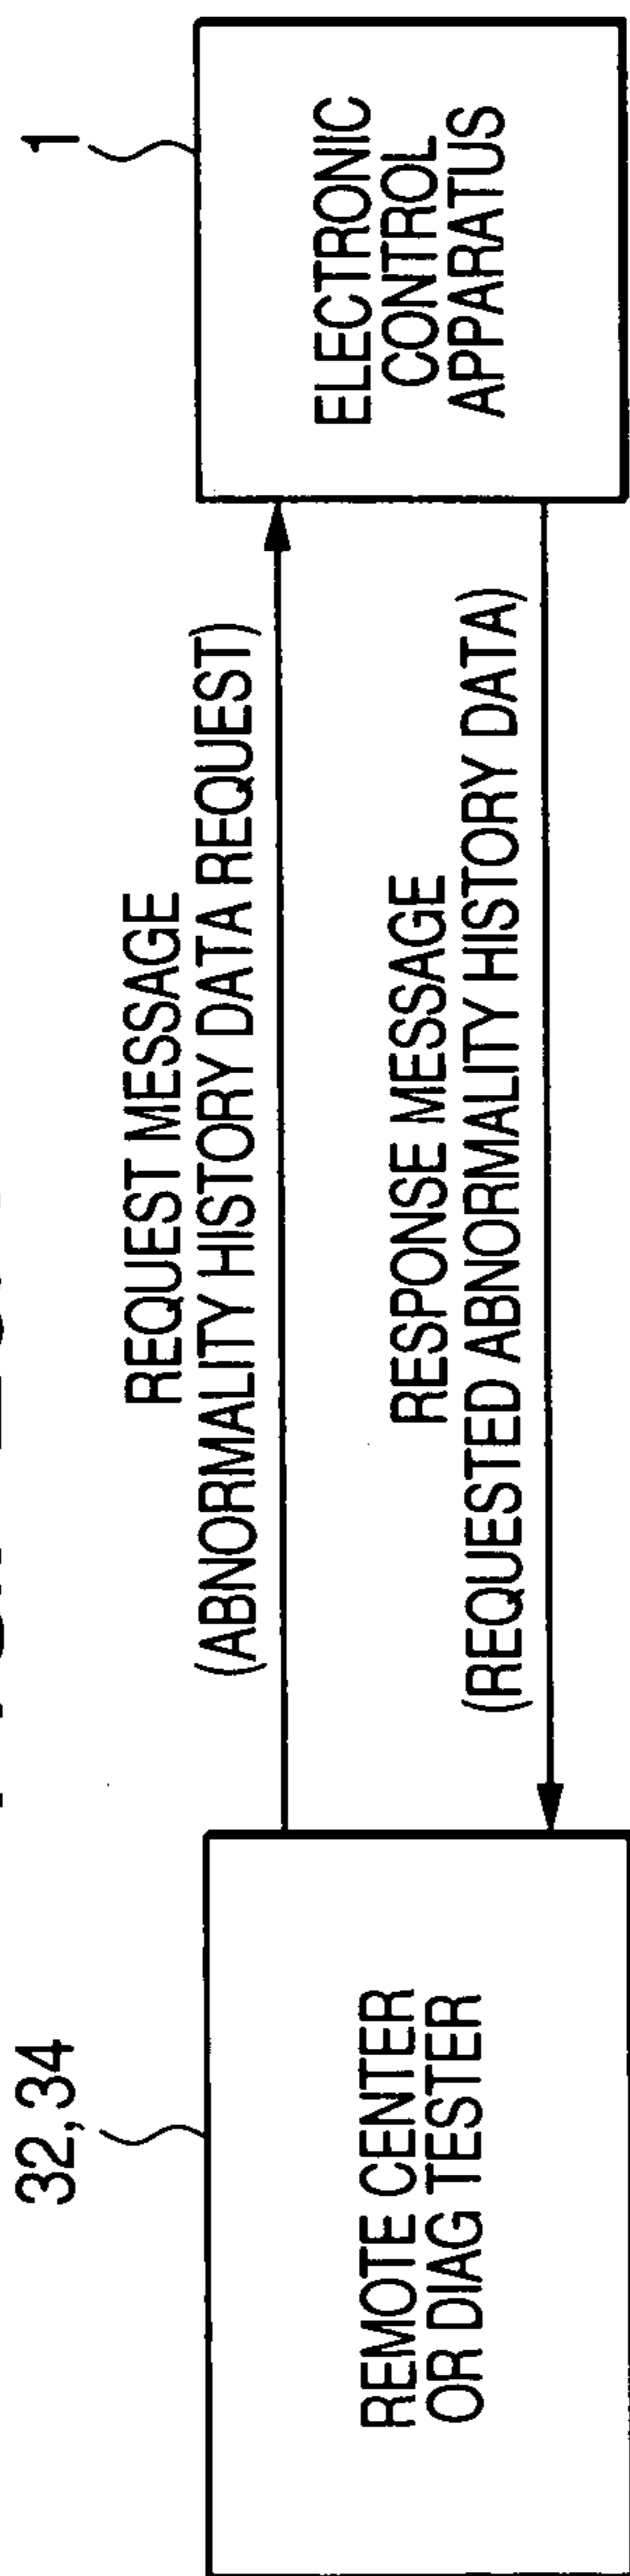 32, 34
REMOTE CENTER
OR DIAG TESTER
REQUEST MESSAGE
(ABNORMALITY HISTORY DATA REQUEST)
RESPONSE MESSAGE
(REQUESTED ABNORMALITY HISTORY DATA)
1
ELECTRONIC
CONTROL
APPARATUS